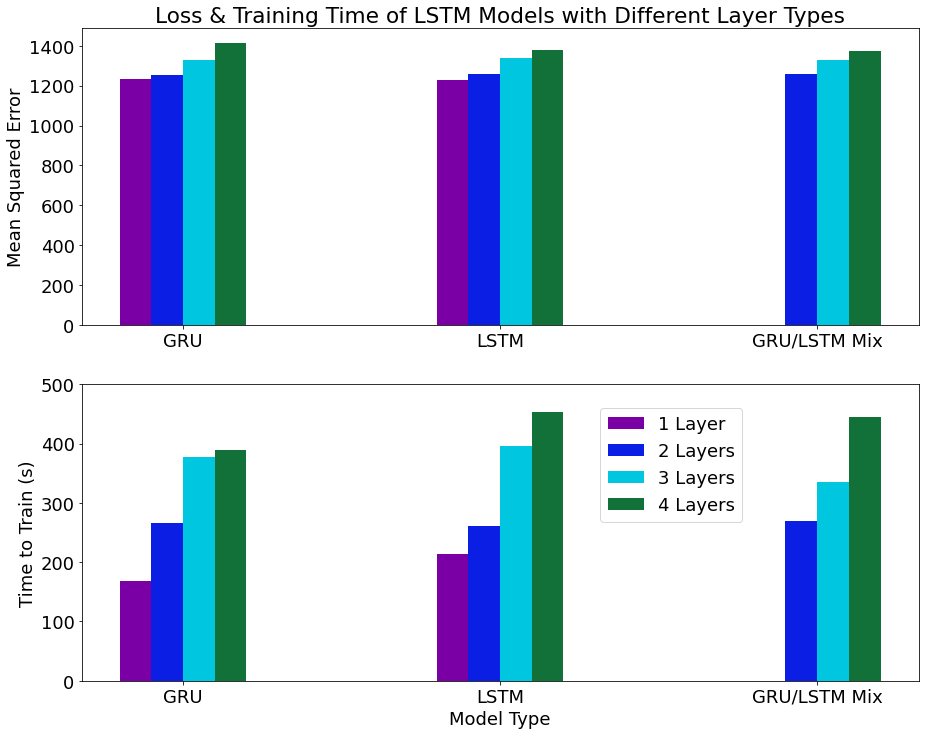 Loss & Training Time of LSTM Models with Different Layer Types
Mean Squared Error
1400
1200
1000
800
600
400
200
0
GRU LSTM GRU/LSTM Mix
Time to Train (s)
500
400
300
200
100
0
1 Layer
2 Layers
3 Layers
4 Layers
GRU LSTM GRU/LSTM Mix
Model Type